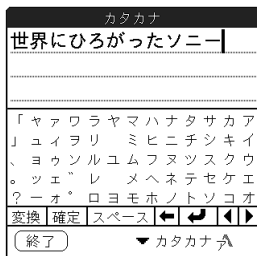 カタカナ
世界にひろがったソニー
「ヤァワラヤマハナタサカア
」ュィヲリ ミヒニチシキイ
、ョゥンルユムフヌツスクウ
。ッェ゛レ メヘネテセケエ
?ーォ゜ロヨモホノトソコオ
変換 確定 スペース
終了 カタカナ